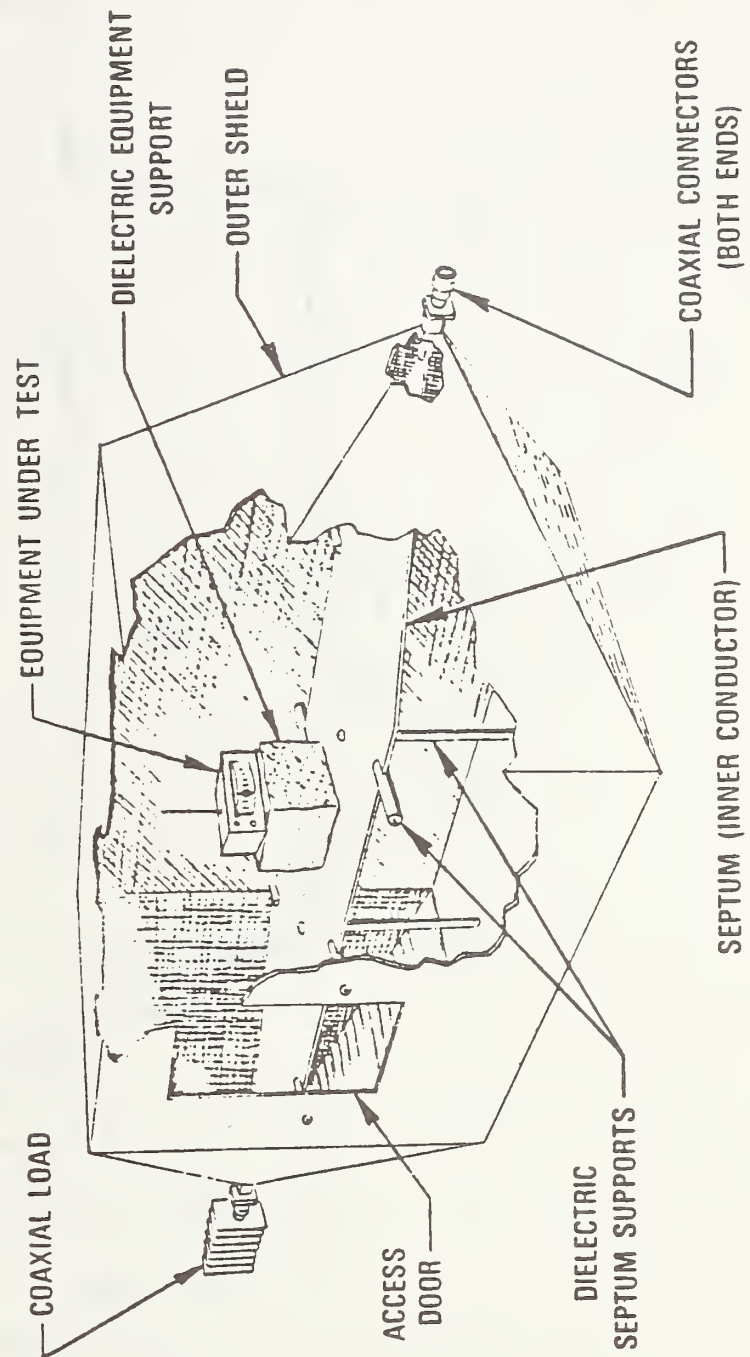 COAXIAL LOAD
EQUIPMENT UNDER TEST
DIELECTRIC EQUIPMENT
SUPPORT
OUTER SHIELD
ACCESS
DOOR
DIELECTRIC
SEPTUM SUPPORTS
SEPTUM (INNER CONDUCTOR)
COAXIAL CONNECTORS
(BOTH ENDS)